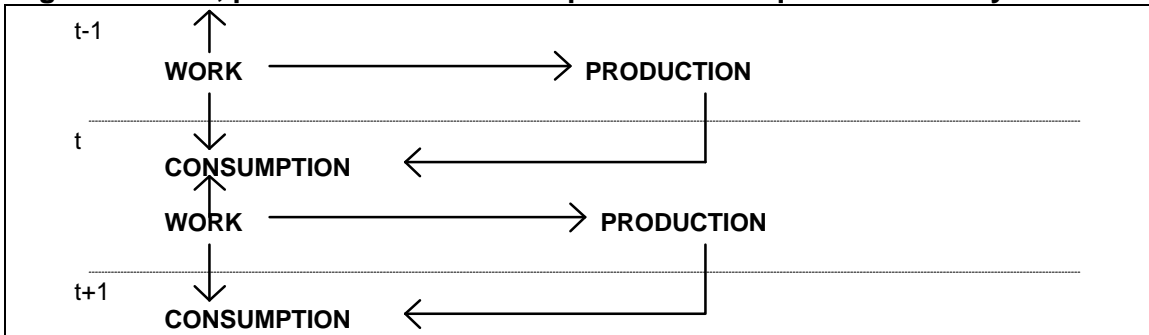 t-1
WORK PRODUCTION
t
CONSUMPTION
WORK PRODUCTION
t+1
CONSUMPTION